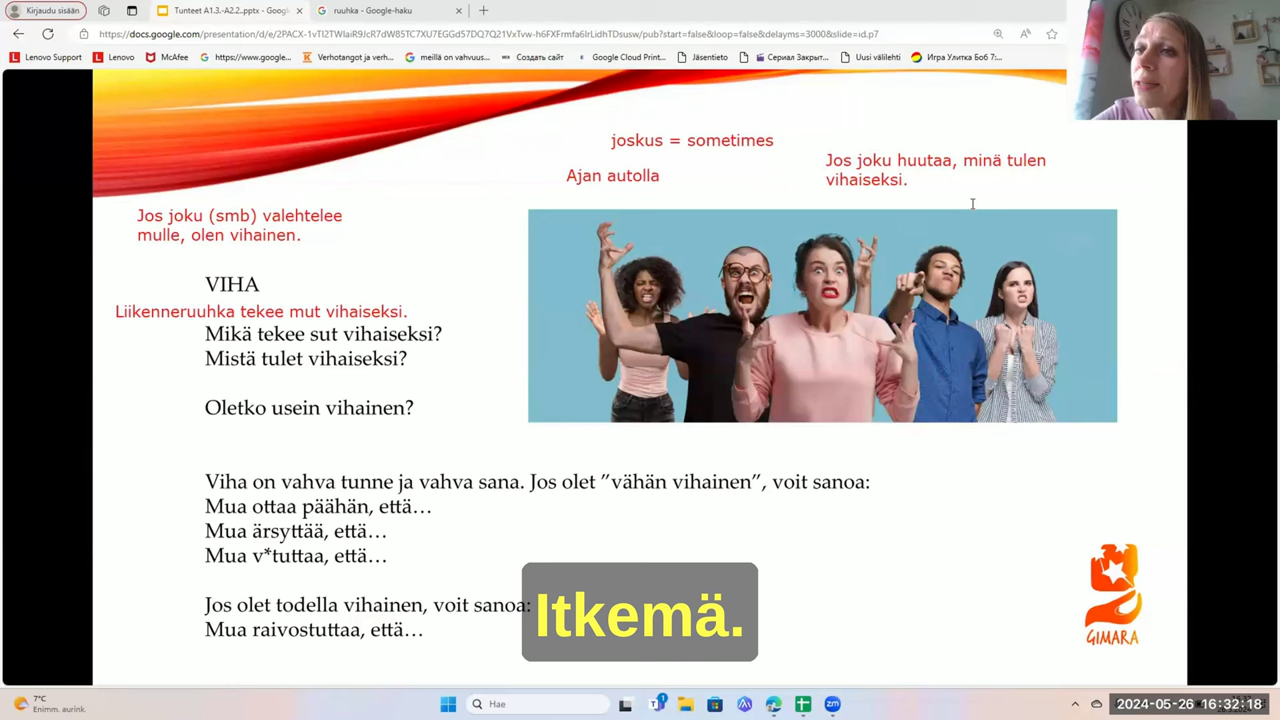 Kirjaudu sisään
Tunteet A1.3.-A2.2..pptx - Google
ruuhka - Google-haku
https://docs.google.com/presentation/d/e/2PACX-1vTI2TWIaiR9JcR7dW85TC7XU7EGGd57DQ7Q21VxTvw-h6FXFrmfa6lrLidhTDsusw/pub?start=false&loop=false&delayms=3000&slide=id.p7
Lenovo Support
Lenovo
McAfee
https://www.google...
Verhotangot ja verh...
meillä on vahvuus...
Создать сайт
Google Cloud Print...
Jäsentieto
Сериал Закрыт...
Uusi välilehti
Игра Улитка Боб 7:...
joskus = sometimes
Ajan autolla
Jos joku huutaa, minä tulen
vihaiseksi.
Jos joku (smb) valehtelee
mulle, olen vihainen.
VIHA
Liikenneruuhka tekee mut vihaiseksi.
Mikä tekee sut vihaiseksi?
Mistä tulet vihaiseksi?
Oletko usein vihainen?
Viha on vahva tunne ja vahva sana. Jos olet ”vähän vihainen”, voit sanoa:
Mua ottaa päähän, että…
Mua ärsyttää, että…
Mua v*tuttaa, että…
Jos olet todella vihainen, voit sanoa:
Mua raivostuttaa, että…
Itkemä.
GIMARA
7°C
Enimm. aurink.
Hae
2024-05-26 16:32:18